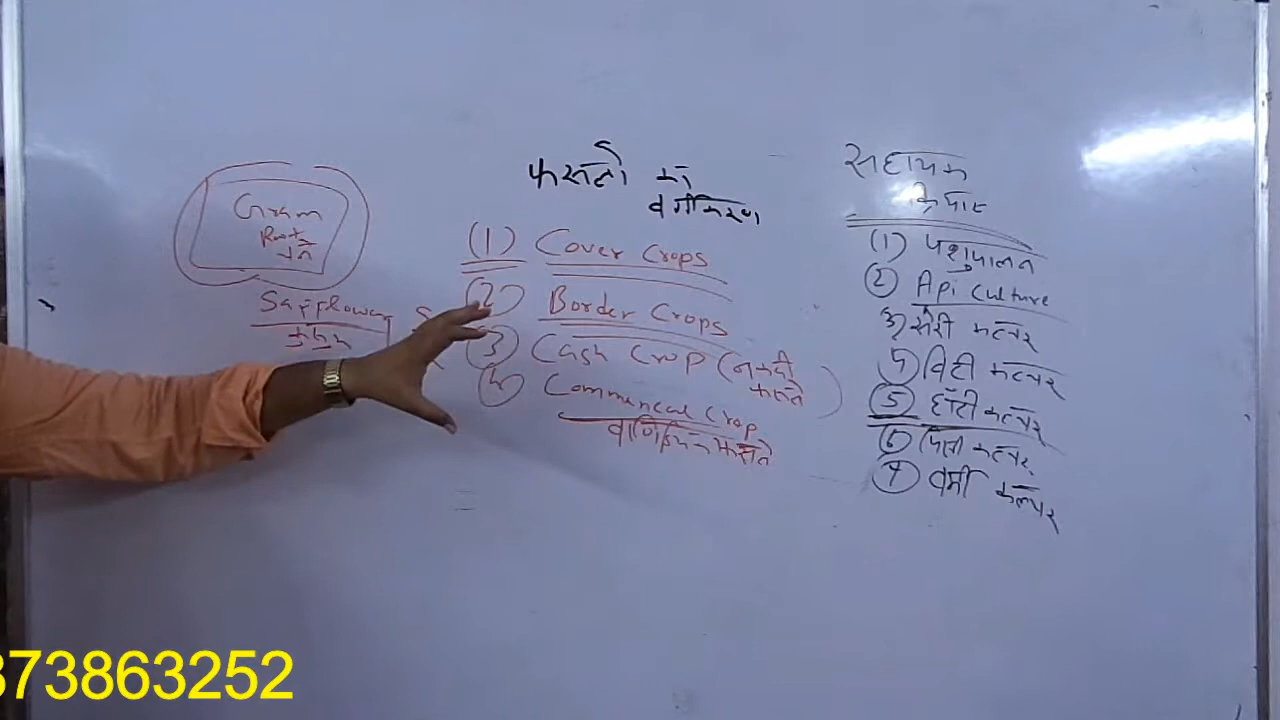 Gram
Root
Safflower
कुसुम
फसलों का
वर्गीकरण
(1) Cover Crops
(2) Border Crops
(3) Cash Crop (नकदी
फसले)
(4) Commerical Crop
वाणिज्यिक फसले
सहायक
क्रियाए
(1) पशुपालन
(2) Api Culture
3) सेरी कल्चर
4) विटी कल्चर
(5) हॉर्टी कल्चर
(6) पिसी कल्चर
(7) वर्मी कल्चर
373863252